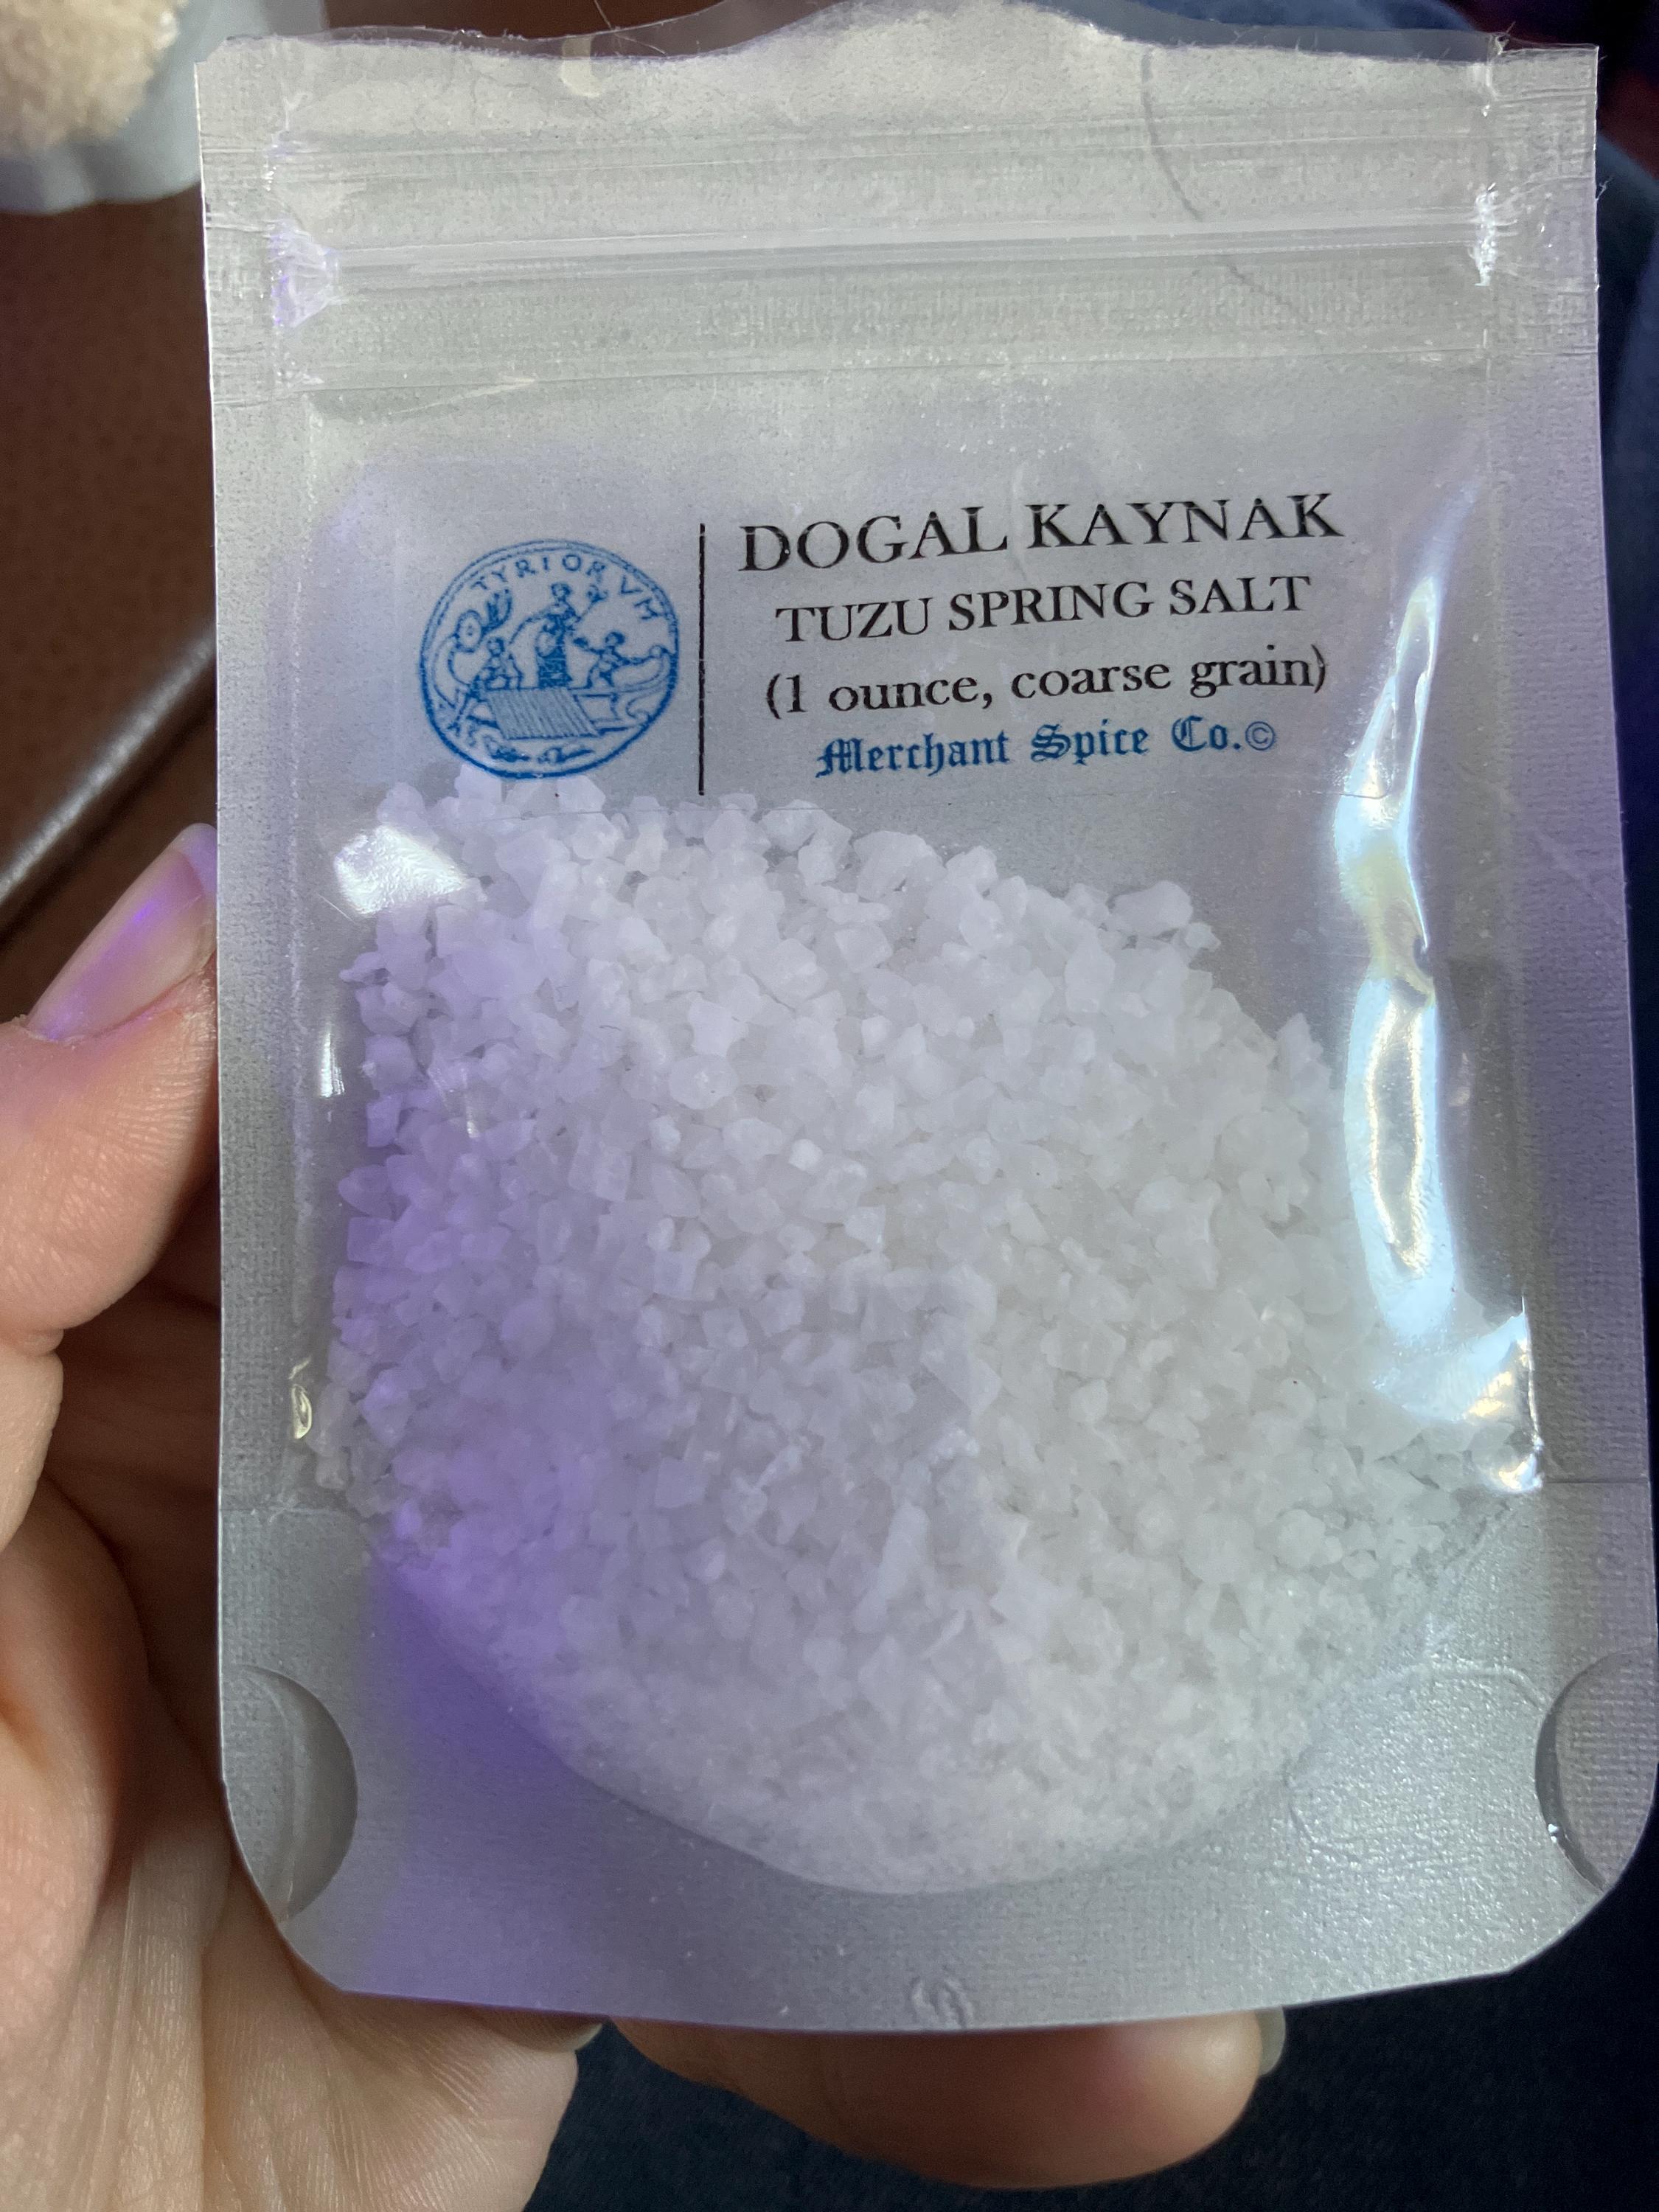 TYRIORVM
DOGAL KAYNAK
TUZU SPRING SALT
(1 ounce, coarse grain)
Merchant Spice Co.©